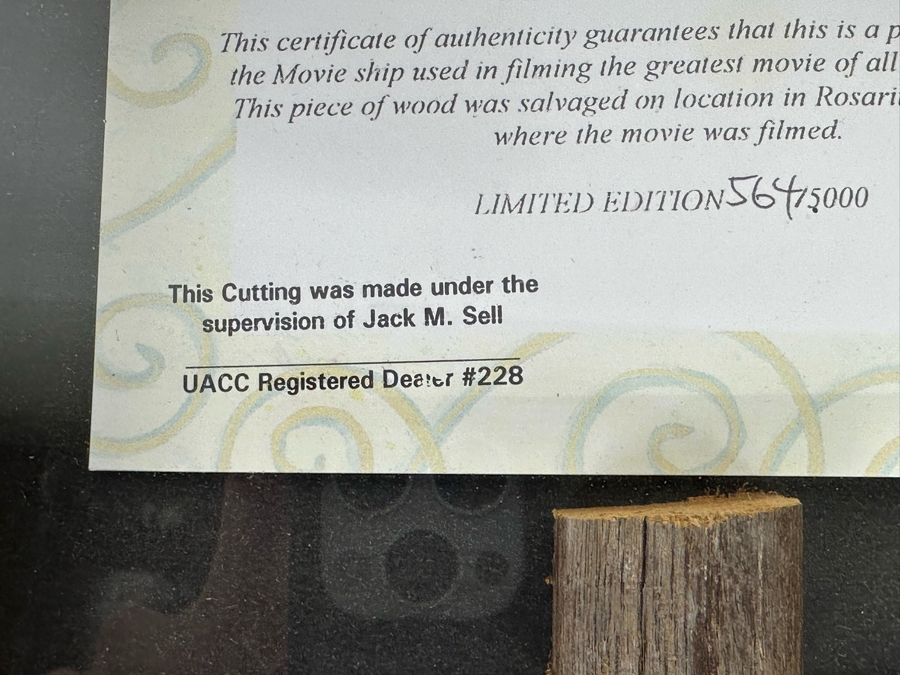 This certificate of authenticity guarantees that this is a p
the Movie ship used in filming the greatest movie of all
This piece of wood was salvaged on location in Rosari
where the movie was filmed.
LIMITED EDITION 564/5000
This Cutting was made under the
supervision of Jack M. Sell
UACC Registered Dealer #228